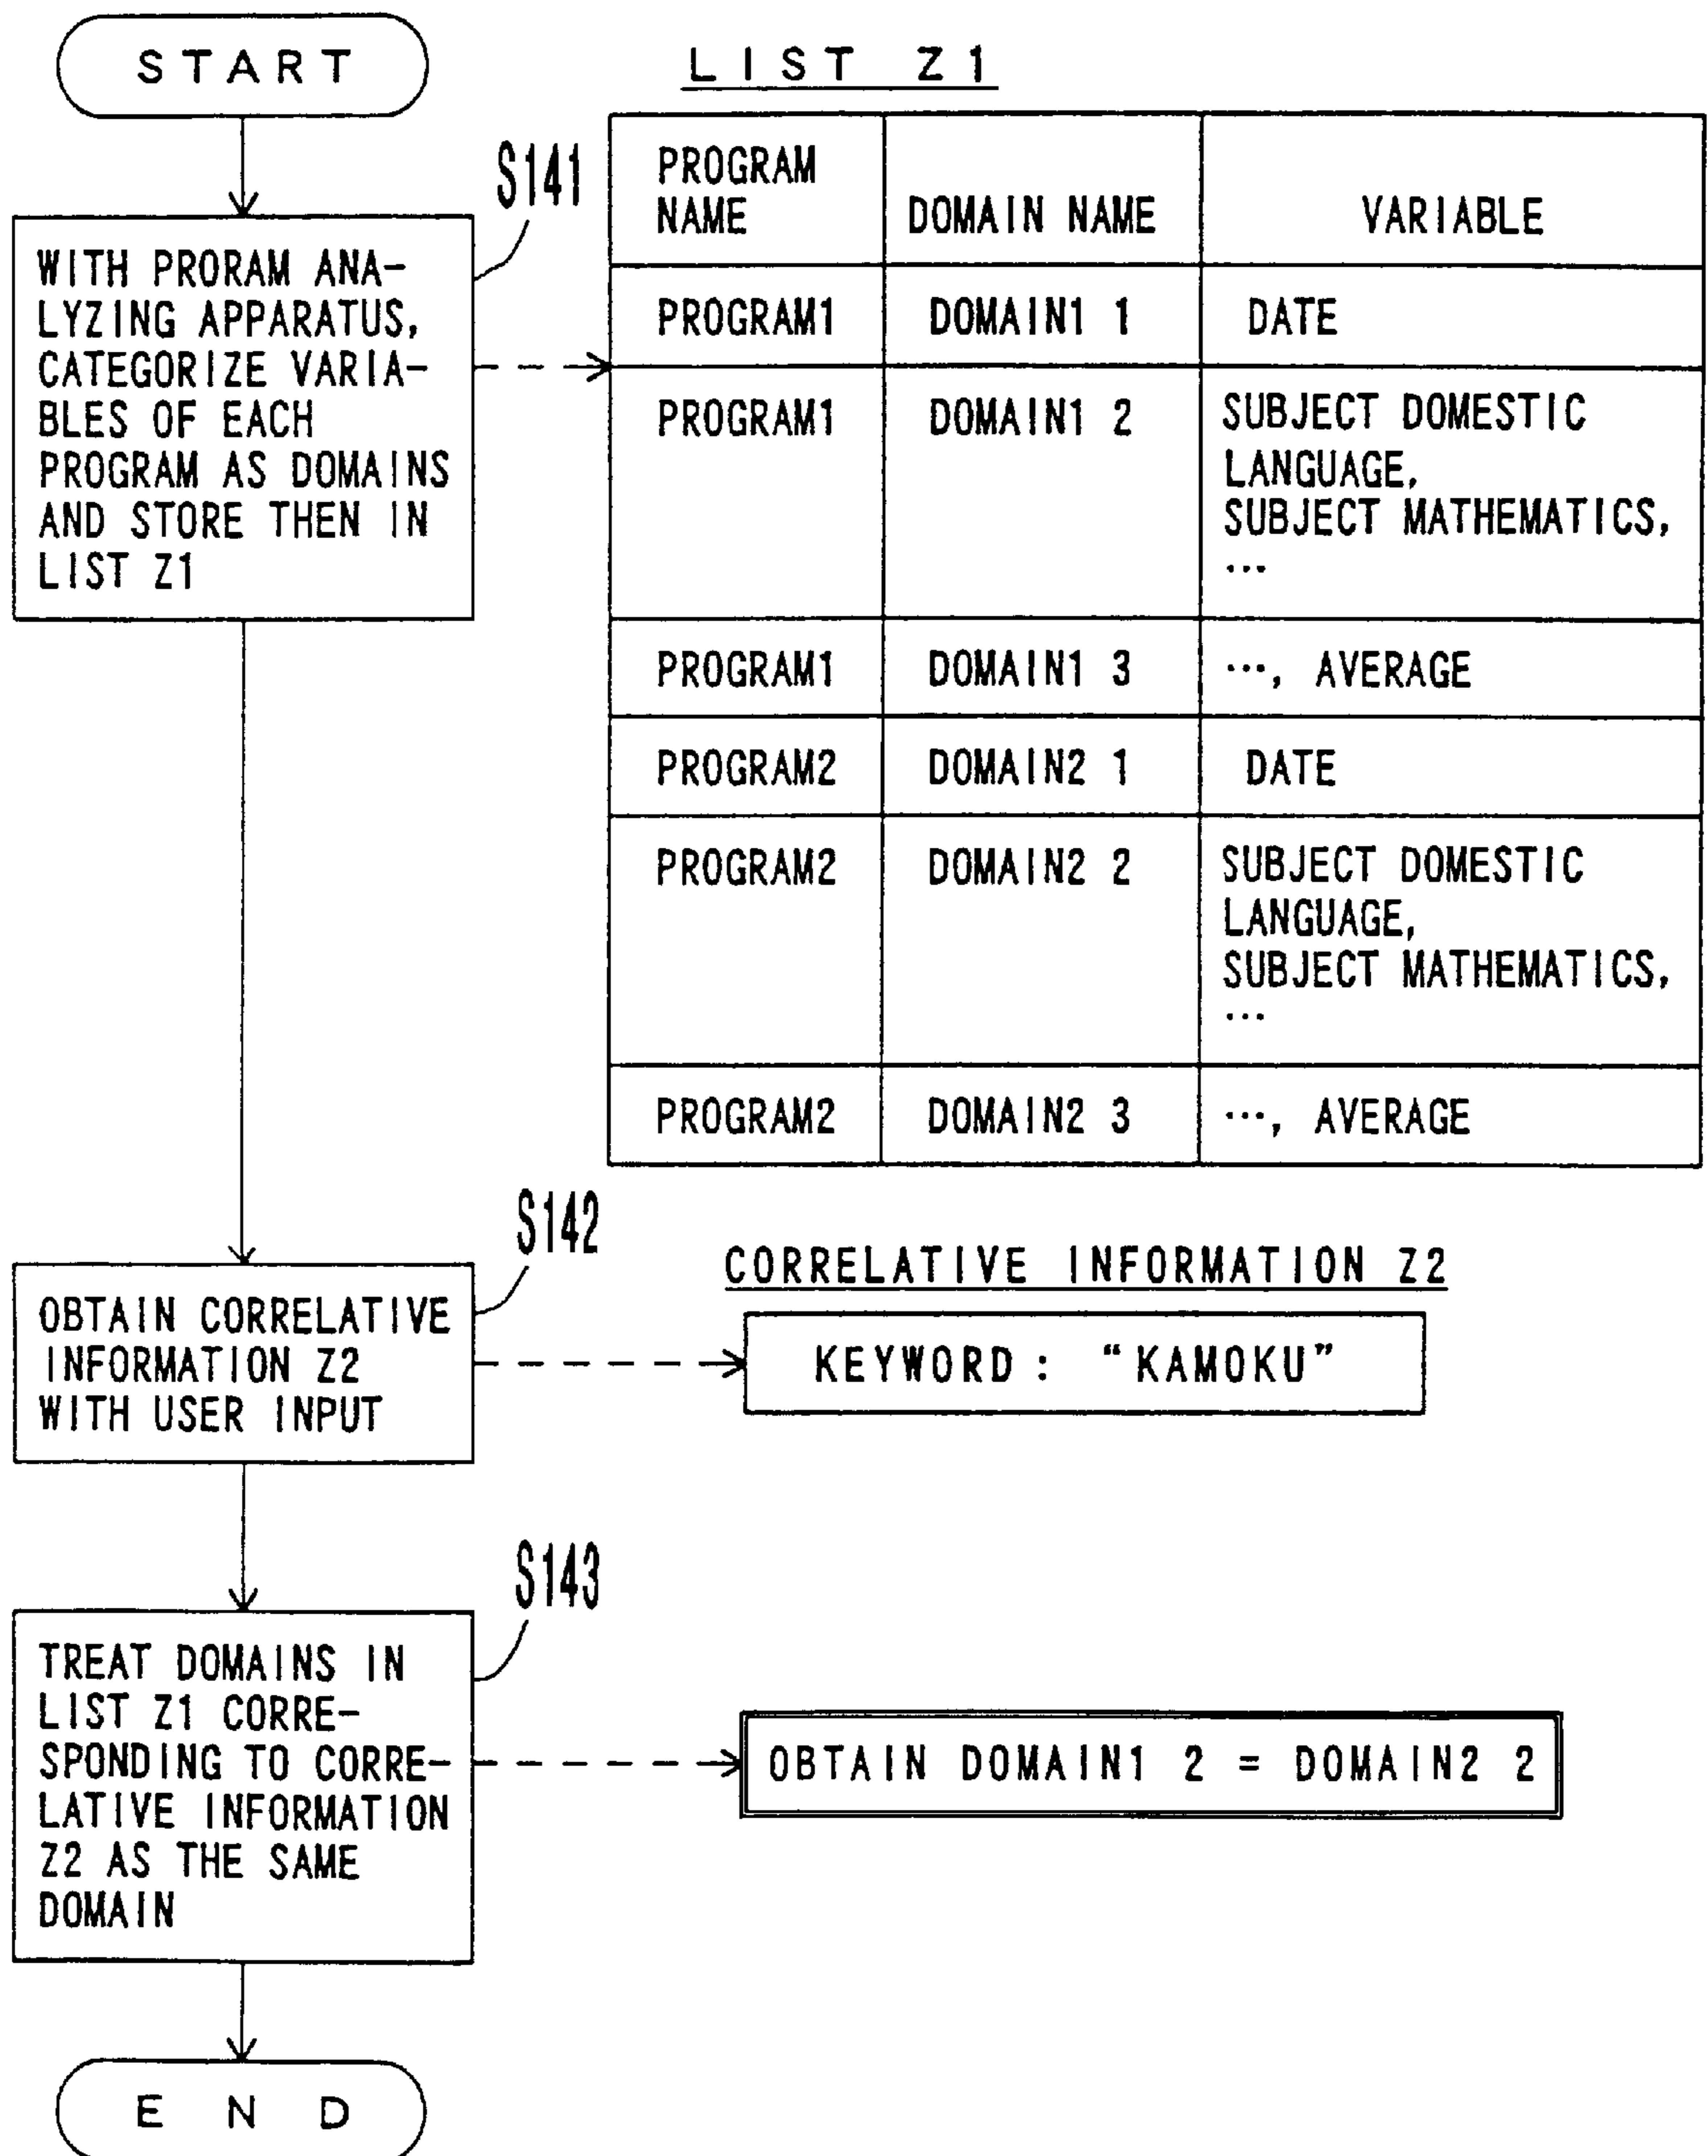 START
S141
WITH PRORAM ANA-
LYZING APPARATUS,
CATEGORIZE VARIA-
BLES OF EACH
PROGRAM AS DOMAINS
AND STORE THEN IN
LIST Z1
LIST Z1
PROGRAM
NAME
DOMAIN NAME
VARIABLE
PROGRAM1 DOMAIN1 1 DATE
PROGRAM1 DOMAIN1 2 SUBJECT DOMESTIC
LANGUAGE,
SUBJECT MATHEMATICS,
...
PROGRAM1 DOMAIN1 3 ..., AVERAGE
PROGRAM2 DOMAIN2 1 DATE
PROGRAM2 DOMAIN2 2 SUBJECT DOMESTIC
LANGUAGE,
SUBJECT MATHEMATICS,
...
PROGRAM2 DOMAIN2 3 ..., AVERAGE
S142
OBTAIN CORRELATIVE
INFORMATION Z2
WITH USER INPUT
CORRELATIVE INFORMATION Z2
KEYWORD : “KAMOKU”
S143
TREAT DOMAINS IN
LIST Z1 CORRE-
SPONDING TO CORRE-
LATIVE INFORMATION
Z2 AS THE SAME
DOMAIN
OBTAIN DOMAIN1 2 = DOMAIN2 2
END